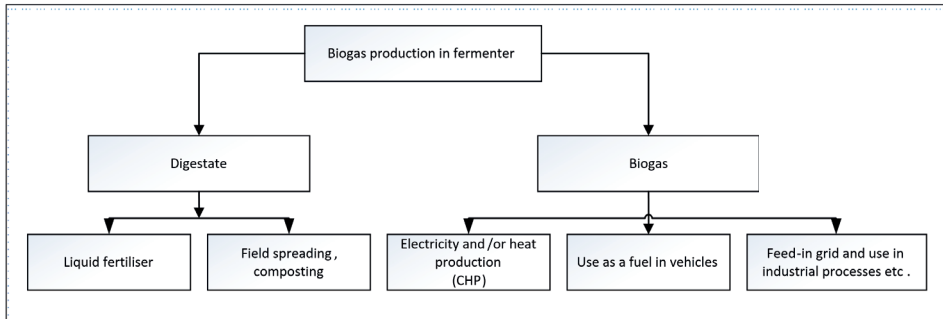 Biogas production in fermenter
Digestate
Biogas
Liquid fertiliser
Field spreading ,
composting
Electricity and /or heat
production
(CHP)
Use as a fuel in vehicles
Feed-in grid and use in
industrial processes etc .